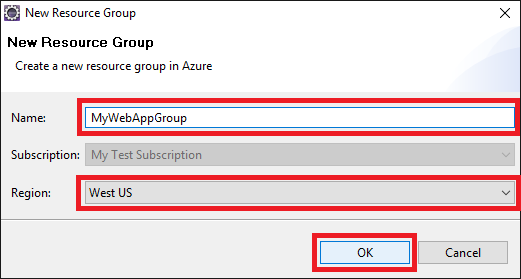 New Resource Group
New Resource Group
Create a new resource group in Azure
Name: MyWebAppGroup
Subscription: My Test Subscription
Region: West US
OK Cancel